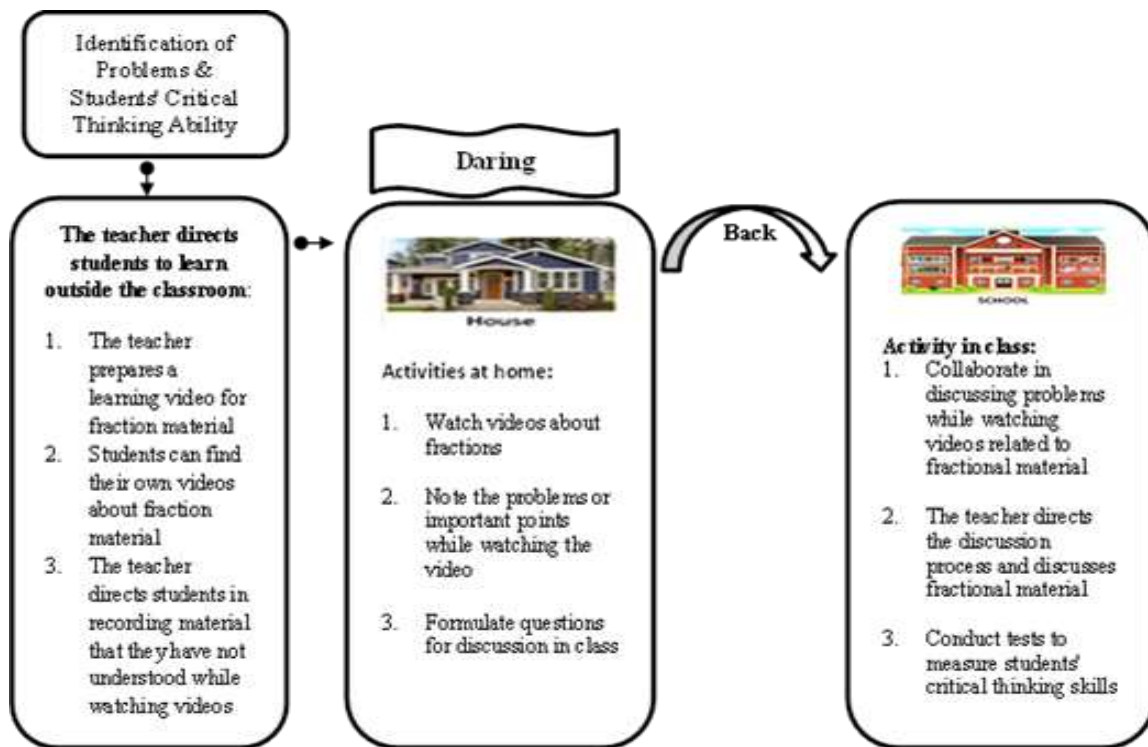 Identification of
Problems &
Students' Critical
Thinking Ability
The teacher directs
students to learn
outside the classroom:
1. The teacher
prepares a
learning video for
fraction material
2. Students can find
their own videos
about fraction
material
3. The teacher
directs students in
recording material
that they have not
understood while
watching videos
Daring
House
Activities at home:
1. Watch videos about
fractions
2. Note the problems or
important points
while watching the
video
3. Formulate questions
for discussion in class
Back
SCHOOL
Activity in class:
1. Collaborate in
discussing problems
while watching
videos related to
fractional material
2. The teacher directs
the discussion
process and discusses
fractional material
3. Conduct tests to
measure students'
critical thinking skills